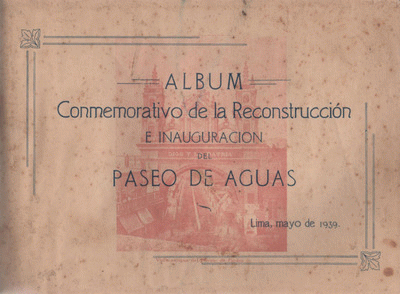 ALBUM
Conmemorativo de la Reconstrucción
E INAUGURACION
DEL
PASEO DE AGUAS
Lima, mayo de 1939.